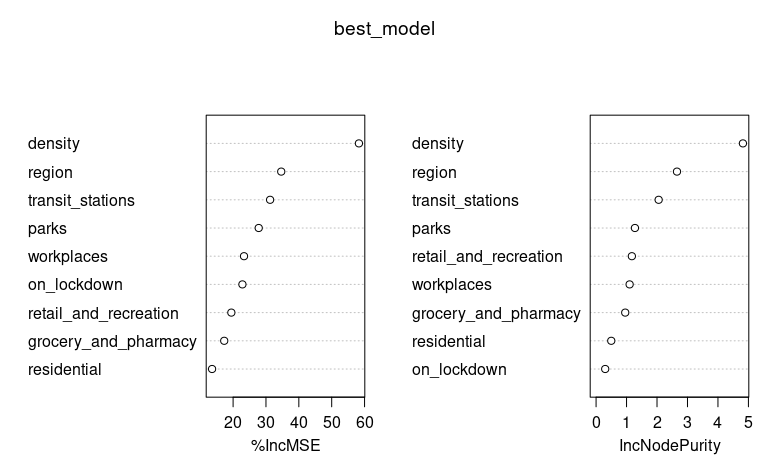 best_model
density
region
transit_stations
parks
workplaces
on_lockdown
retail_and_recreation
grocery_and_pharmacy
residential
20 30 40 50 60
%IncMSE
density
region
transit_stations
parks
retail_and_recreation
workplaces
grocery_and_pharmacy
residential
on_lockdown
0 1 2 3 4 5
IncNodePurity